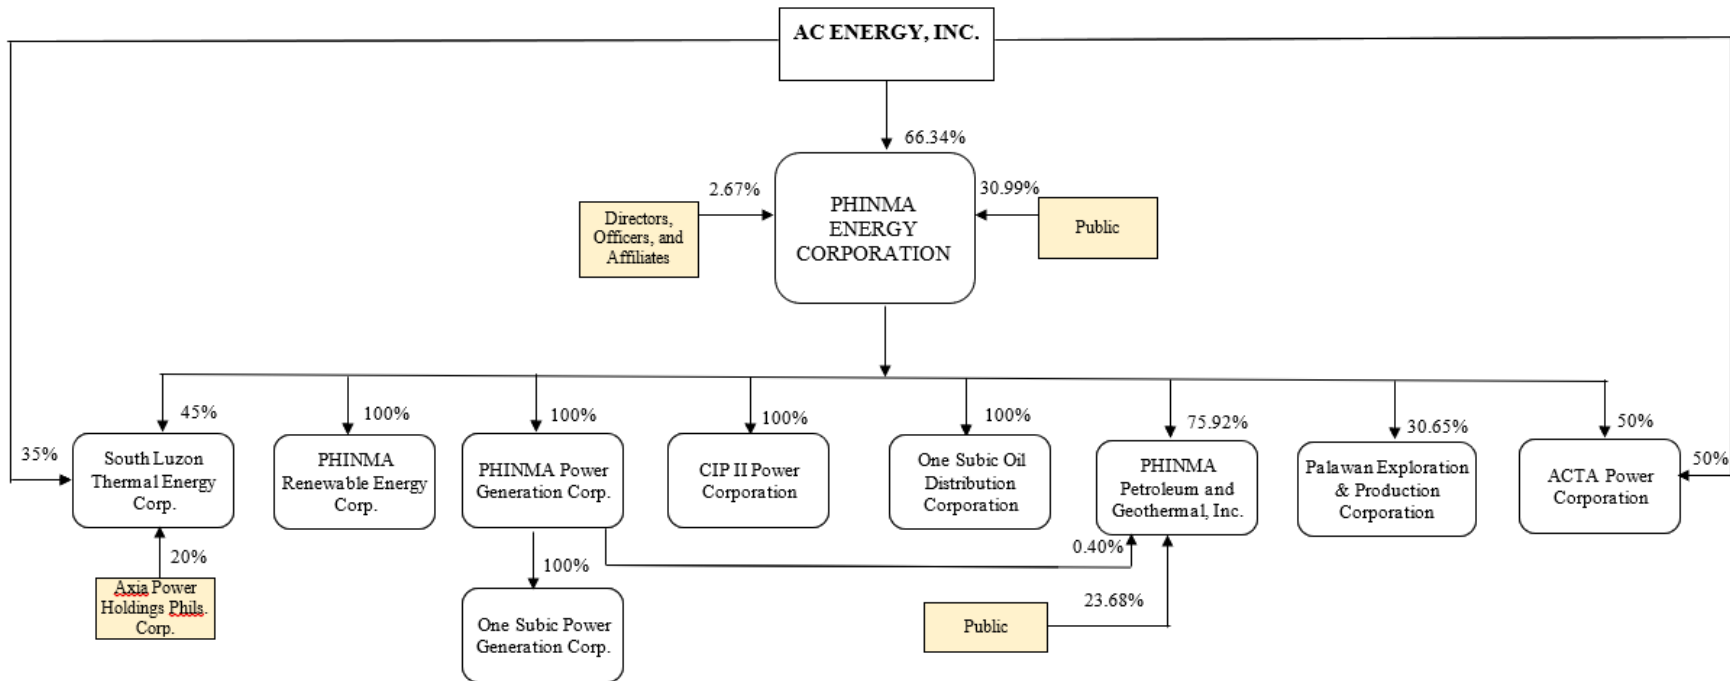 AC ENERGY, INC.
66.34%
2.67%
30.99%
Directors,
Officers, and
Affiliates
PHINMA
ENERGY
CORPORATION
Public
45%
100%
100%
100%
100%
75.92%
30.65%
50%
35%
South Luzon
Thermal Energy
Corp.
PHINMA
Renewable Energy
Corp.
PHINMA Power
Generation Corp.
CIP II Power
Corporation
One Subic Oil
Distribution
Corporation
PHINMA
Petroleum and
Geothermal, Inc.
Palawan Exploration
& Production
Corporation
ACTA Power
Corporation
50%
20%
100%
0.40%
Axia Power
Holdings Phils.
Corp.
One Subic Power
Generation Corp.
23.68%
Public